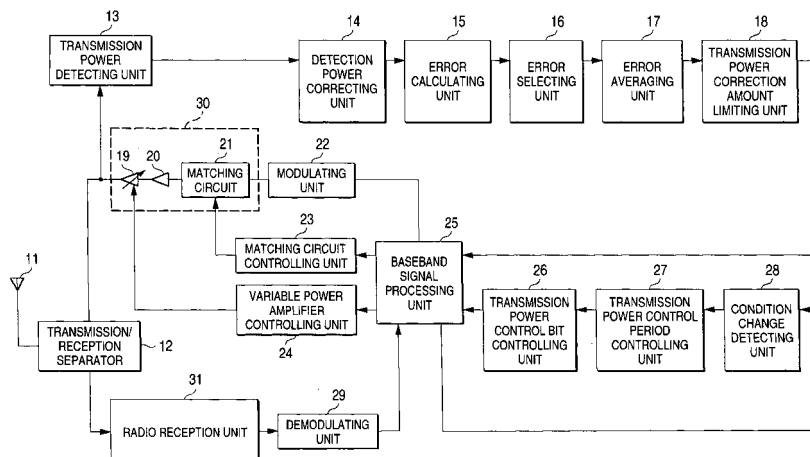 13
TRANSMISSION
POWER
DETECTING UNIT
14
DETECTION
POWER
CORRECTING
UNIT
15
ERROR
CALCULATING
UNIT
16
ERROR
SELECTING
UNIT
17
ERROR
AVERAGING
UNIT
18
TRANSMISSION
POWER
CORRECTION
AMOUNT
LIMITING UNIT
30
19
20
21
MATCHING
CIRCUIT
22
MODULATING
UNIT
23
MATCHING CIRCUIT
CONTROLLING UNIT
25
BASEBAND
SIGNAL
PROCESSING
UNIT
26
TRANSMISSION
POWER
CONTROL BIT
CONTROLLING
UNIT
27
TRANSMISSION
POWER CONTROL
PERIOD
CONTROLLING
UNIT
28
CONDITION
CHANGE
DETECTING
UNIT
11
VARIABLE POWER
AMPLIFIER
CONTROLLING UNIT
24
TRANSMISSION/
RECEPTION
SEPARATOR
12
31
RADIO RECEPTION UNIT
29
DEMODULATING
UNIT